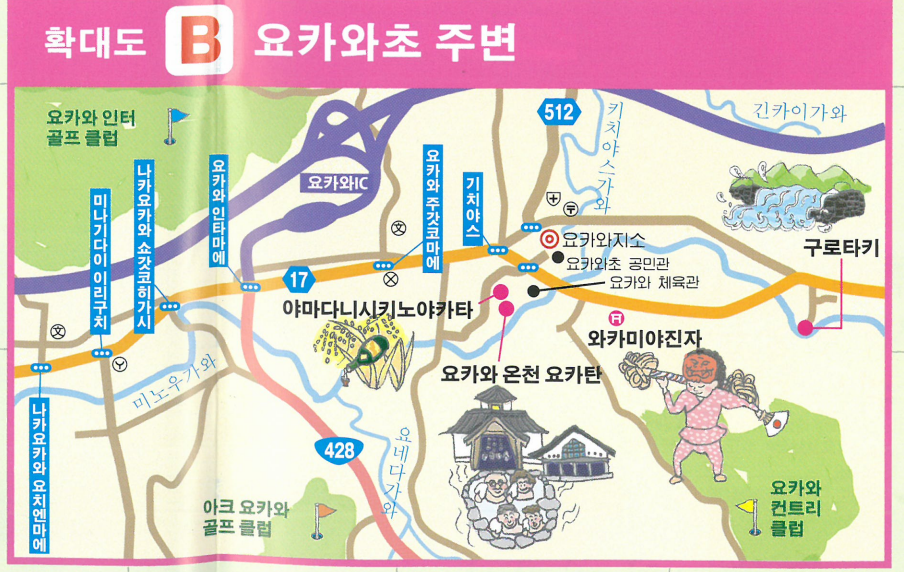 확대도 B 요카와초 주변
요카와 인터
골프 클럽
512
키치야스가와
긴카이가와
요카와IC
요카와 인타마에
나카요카와 쇼갓코히가시
미나기다이 이리구치
요카와 주갓코마에
기치야스
문
요카와지소
요카와초 공민관
요카와 체육관
구로타키
17
야마다니시키노야카타
와카미야진자
요카와 온천 요카탄
미노우가와
나카요카와 요치엔마에
428
요네다가와
아크 요카와
골프 클럽
요카와
컨트리
클럽